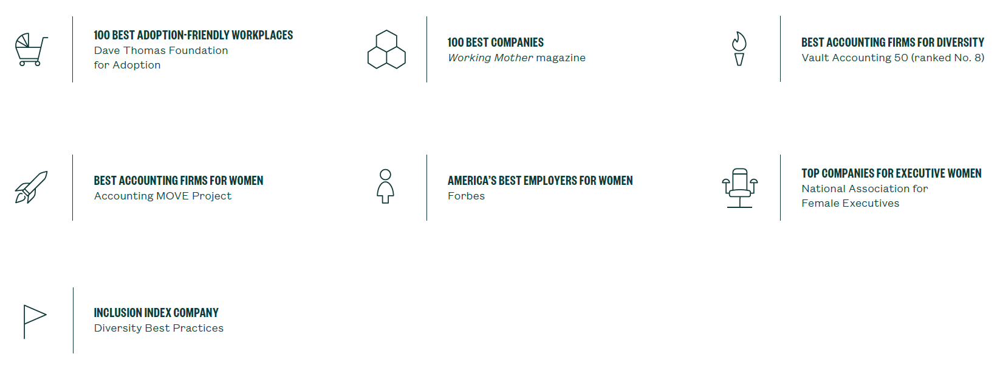 100 BEST ADOPTION-FRIENDLY WORKPLACES
Dave Thomas Foundation
for Adoption
100 BEST COMPANIES
Working Mother magazine
BEST ACCOUNTING FIRMS FOR DIVERSITY
Vault Accounting 50 (ranked No. 8)
BEST ACCOUNTING FIRMS FOR WOMEN
Accounting MOVE Project
AMERICA’S BEST EMPLOYERS FOR WOMEN
Forbes
TOP COMPANIES FOR EXECUTIVE WOMEN
National Association for
Female Executives
INCLUSION INDEX COMPANY
Diversity Best Practices